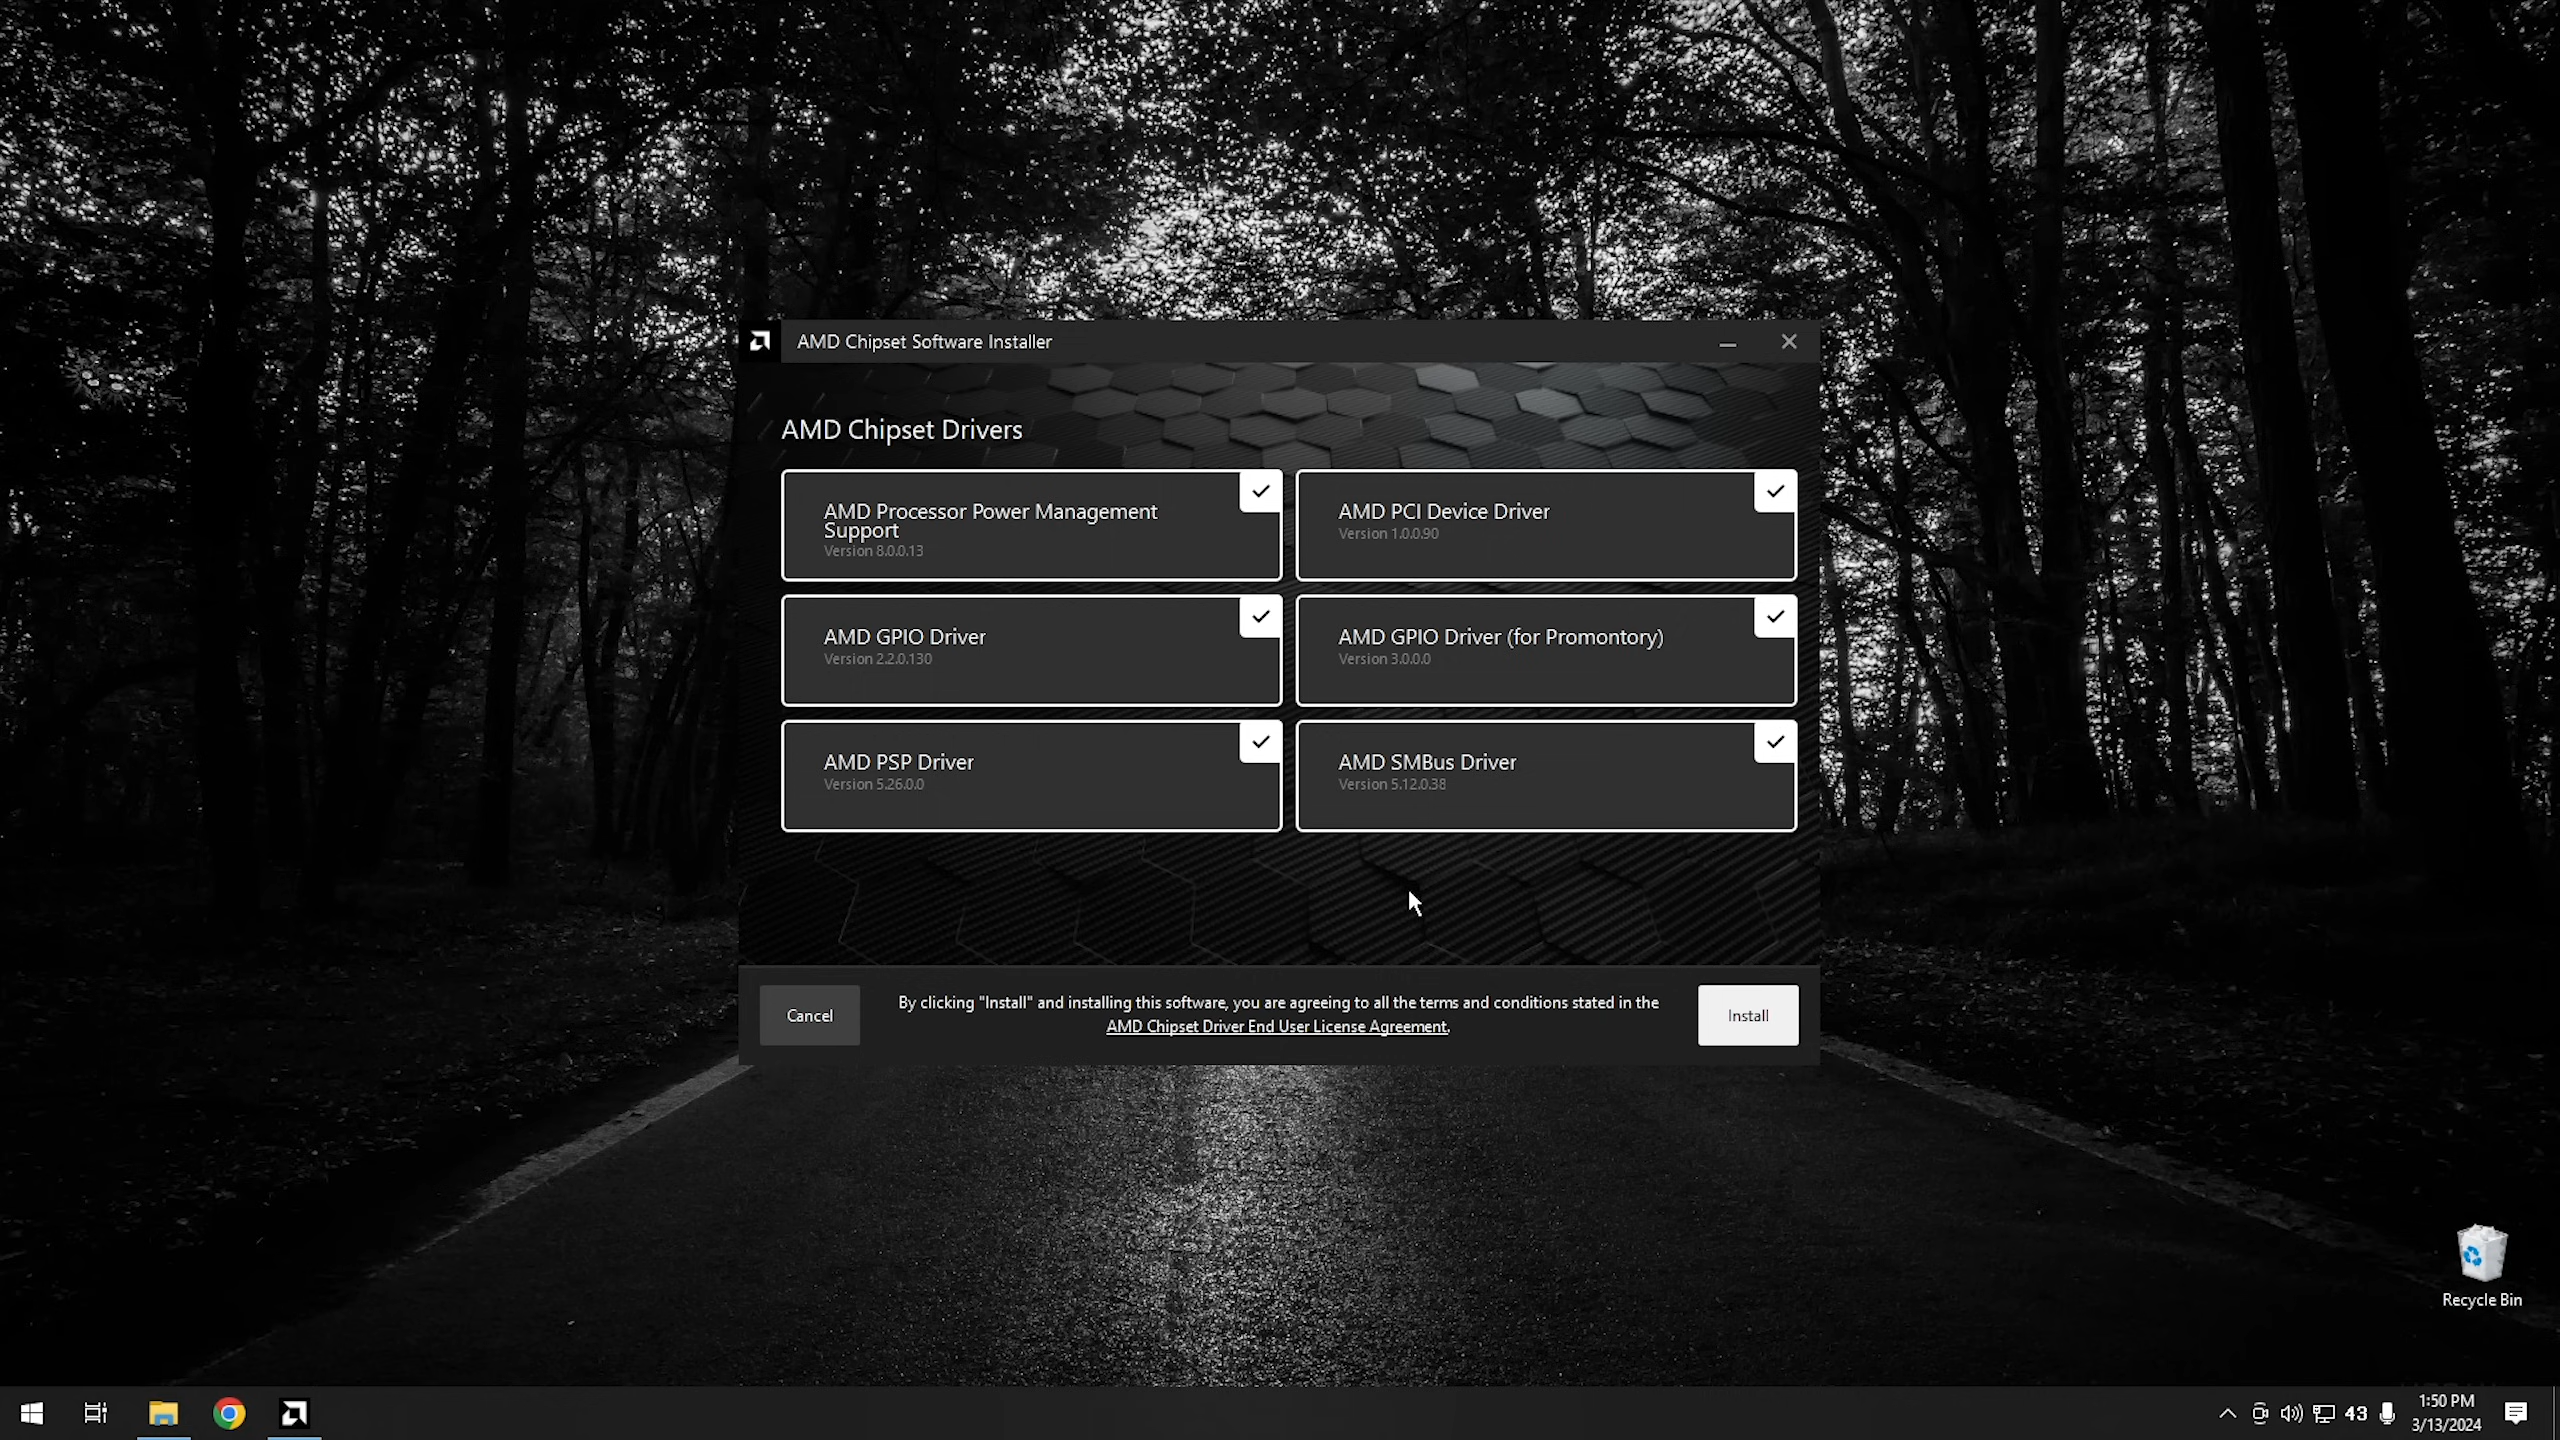 AMD Chipset Software Installer
AMD Chipset Drivers
AMD Processor Power Management
Support
Version 8.0.0.13
AMD PCI Device Driver
Version 1.0.0.90
AMD GPIO Driver
Version 2.2.0.130
AMD GPIO Driver (for Promontory)
Version 3.0.0.0
AMD PSP Driver
Version 5.26.0.0
AMD SMBus Driver
Version 5.12.0.38
Cancel
By clicking "Install" and installing this software, you are agreeing to all the terms and conditions stated in the
AMD Chipset Driver End User License Agreement.
Install
Recycle Bin
43
1:50 PM
3/13/2024